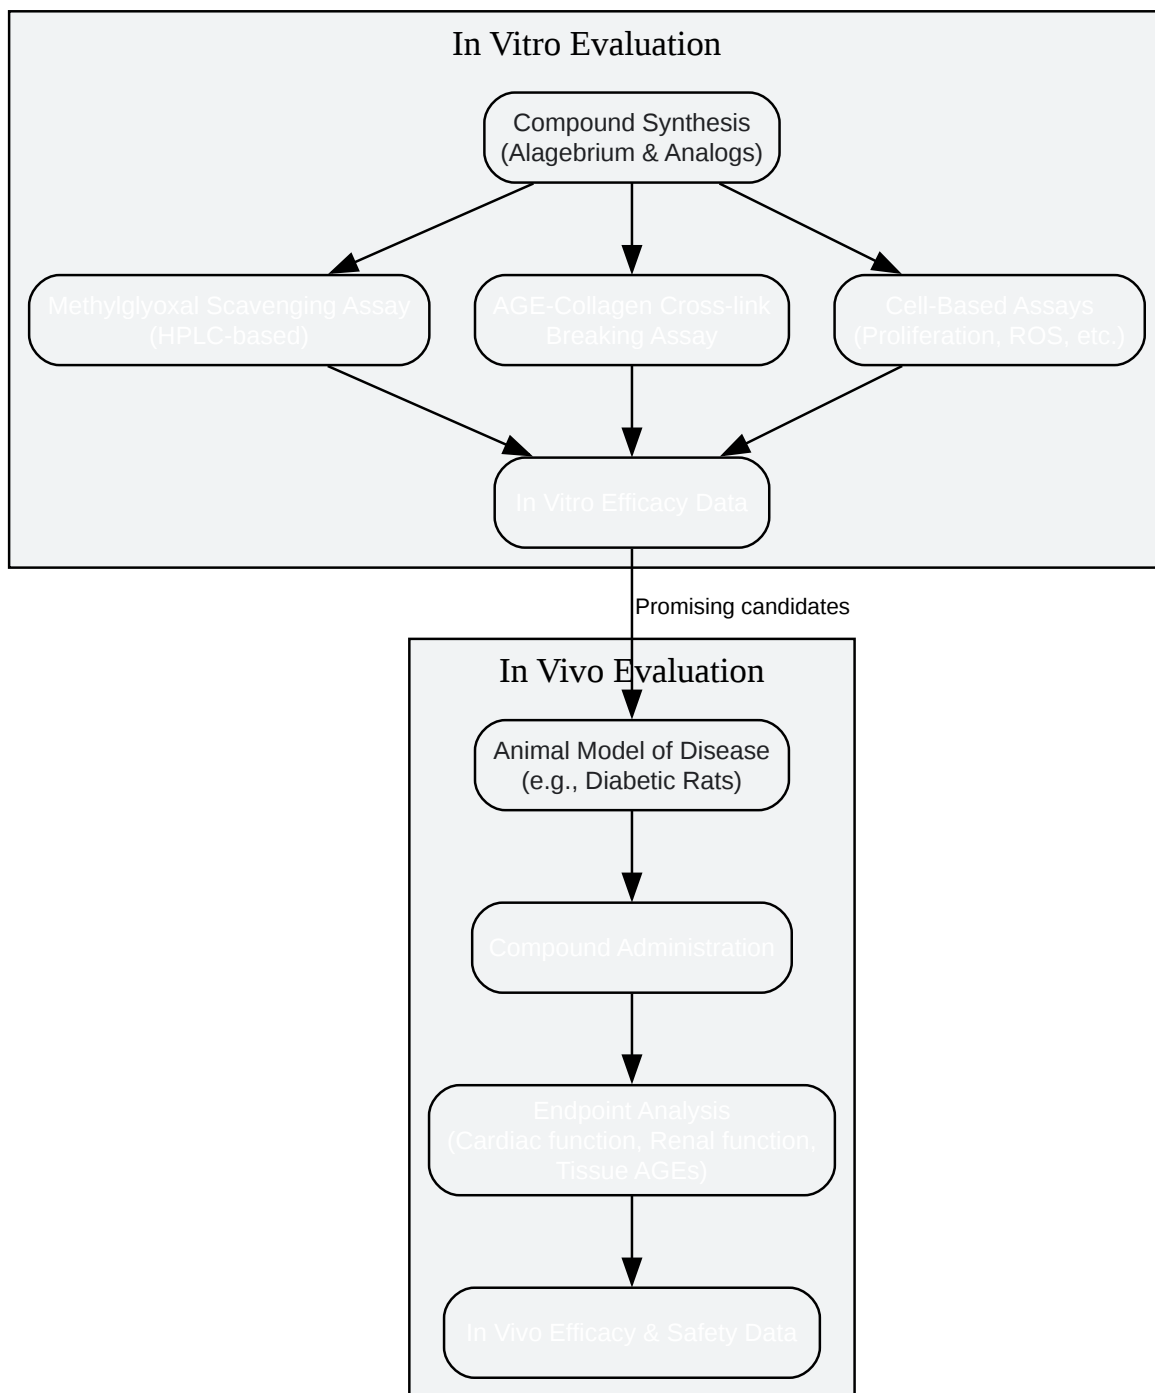 In Vitro Evaluation
Compound Synthesis
(Alagebrium & Analogs)
Methylglyoxal Scavenging Assay
(HPLC-based)
AGE-Collagen Cross-link
Breaking Assay
Cell-Based Assays
(Proliferation, ROS, etc.)
In Vitro Efficacy Data
Promising candidates
In Vivo Evaluation
Animal Model of Disease
(e.g., Diabetic Rats)
Compound Administration
Endpoint Analysis
(Cardiac function, Renal function,
Tissue AGEs)
In Vivo Efficacy & Safety Data